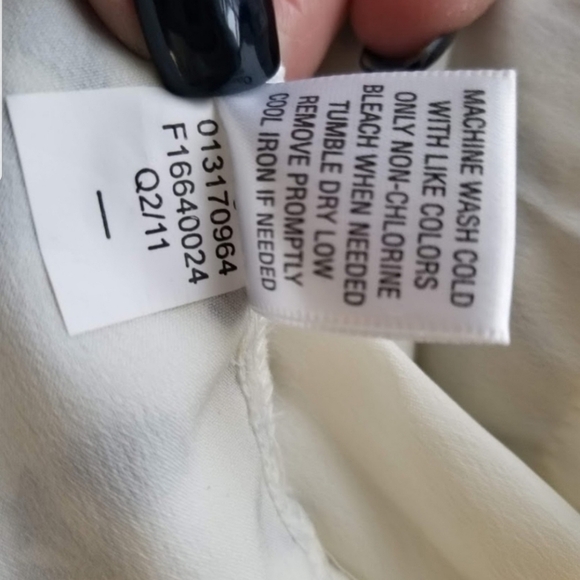 MACHINE WASH COLD
WITH LIKE COLORS
ONLY NON-CHLORINE
BLEACH WHEN NEEDED
TUMBLE DRY LOW
REMOVE PROMPTLY
COOL IRON IF NEEDED
013170964
F16640024
Q2/11